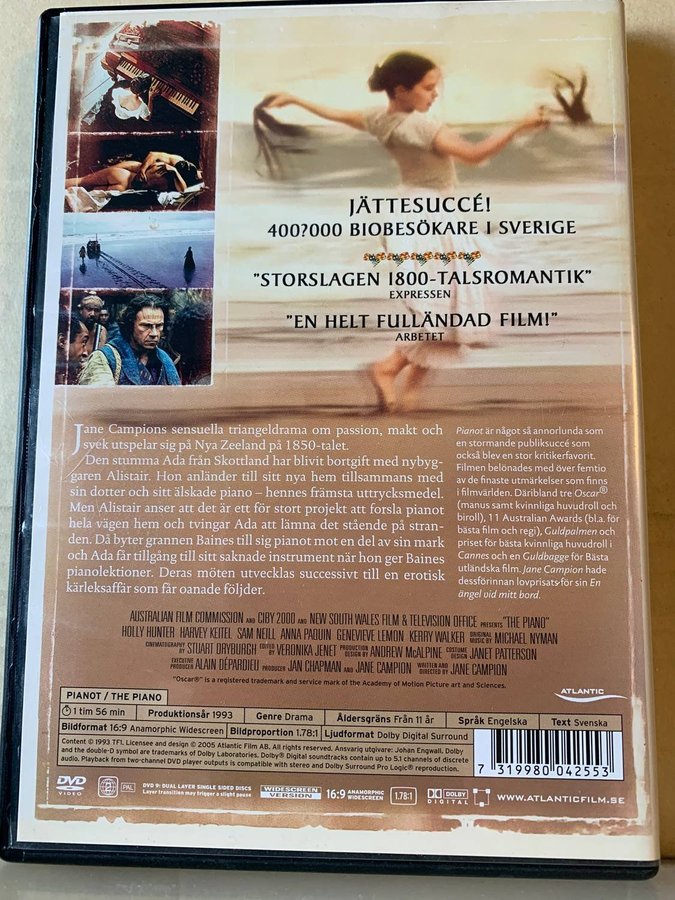 JÄTTESUCCÉ!
400?000 BIOBESÖKARE I SVERIGE
"STORSLAGEN 1800-TALSROMANTIK"
EXPRESSEN
"EN HELT FULLÄNDAD FILM!"
ARBETET
Jane Campions sensuella triangeldrama om passion, makt och
svek utspelar sig på Nya Zeeland på 1850-talet.
Den stumma Ada från Skottland har blivit bortgift med nybyg-
garen Alistair. Hon anländer till sitt nya hem tillsammans med
sin dotter och sitt älskade piano – hennes främsta uttrycksmedel.
Men Alistair anser att det är ett för stort projekt att forsla pianot
hela vägen hem och tvingar Ada att lämna det stående på stran-
den. Då byter grannen Baines till sig pianot mot en del av sin mark
och Ada får tillgång till sitt saknade instrument när hon ger Baines
pianolektioner. Deras möten utvecklas successivt till en erotisk
kärleksaffär som får oanade följder.
Pianot är något så annorlunda som
en stormande publiksuccé som
också blev en stor kritikerfavorit.
Filmen belönades med över femtio
av de finaste utmärkelser som finns
i filmvärlden. Däribland tre Oscar®
(manus samt kvinnliga huvudroll och
biroll), 11 Australian Awards (bl.a. för
bästa film och regi), Guldpalmen och
priset för bästa kvinnliga huvudroll i
Cannes och en Guldbagge för Bästa
utländska film. Jane Campion hade
dessförinnan lovprisats för sin En
ängel vid mitt bord.
AUSTRALIAN FILM COMMISSION AND CIBY 2000 AND NEW SOUTH WALES FILM & TELEVISION OFFICE PRESENTS "THE PIANO"
HOLLY HUNTER HARVEY KEITEL SAM NEILL ANNA PAQUIN GENEVIEVE LEMON KERRY WALKER ORIGINAL MUSIC BY MICHAEL NYMAN
CINEMATOGRAPHY BY STUART DRYBURGH EDITED BY VERONIKA JENET PRODUCTION DESIGN BY ANDREW McALPINE COSTUME DESIGN JANET PATTERSON
EXECUTIVE PRODUCER ALAIN DÉPARDIEU PRODUCER JAN CHAPMAN AND JANE CAMPION WRITTEN AND DIRECTED BY JANE CAMPION
"Oscar®" is a registered trademark and service mark of the Academy of Motion Picture art and Sciences.
ATLANTIC
PIANOT / THE PIANO
1 tim 56 min Produktionsår 1993 Genre Drama Åldersgräns Från 11 år Språk Engelska Text Svenska
Bildformat 16:9 Anamorphic Widescreen Bildproportion 1.78:1 Ljudformat Dolby Digital Surround
Content © 1993 TF1. Licensee and design © 2005 Atlantic Film AB. All rights reserved. Ansvarig utgivare: Johan Engwall. Dolby
and the double-D symbol are trademarks of Dolby Laboratories. Dolby® Digital soundtracks contain up to 5.1 channels of discrete
audio. Playback from two-channel DVD player outputs is compatible with stereo and Dolby Surround Pro Logic® reproduction.
7 319980 042553
DVD VIDEO
2 PAL
DVD 9: DUAL LAYER SINGLE SIDED DISCS
Layer transition may trigger a slight pause
WIDESCREEN VERSION
16:9 ANAMORPHIC WIDESCREEN
1.78:1
DOLBY DIGITAL
WWW.ATLANTICFILM.SE